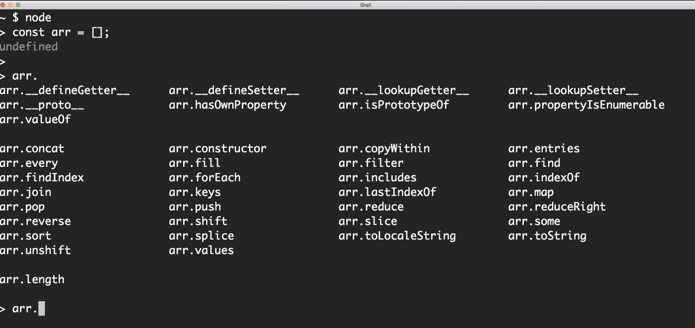 Shell
~ $ node
> const arr = [];
undefined
>
> arr.
arr.__defineGetter__ arr.__defineSetter__ arr.__lookupGetter__ arr.__lookupSetter__
arr.__proto__ arr.hasOwnProperty arr.isPrototypeOf arr.propertyIsEnumerable
arr.valueOf
arr.concat arr.constructor arr.copyWithin arr.entries
arr.every arr.fill arr.filter arr.find
arr.findIndex arr.forEach arr.includes arr.indexOf
arr.join arr.keys arr.lastIndexOf arr.map
arr.pop arr.push arr.reduce arr.reduceRight
arr.reverse arr.shift arr.slice arr.some
arr.sort arr.splice arr.toLocaleString arr.toString
arr.unshift arr.values
arr.length
> arr.